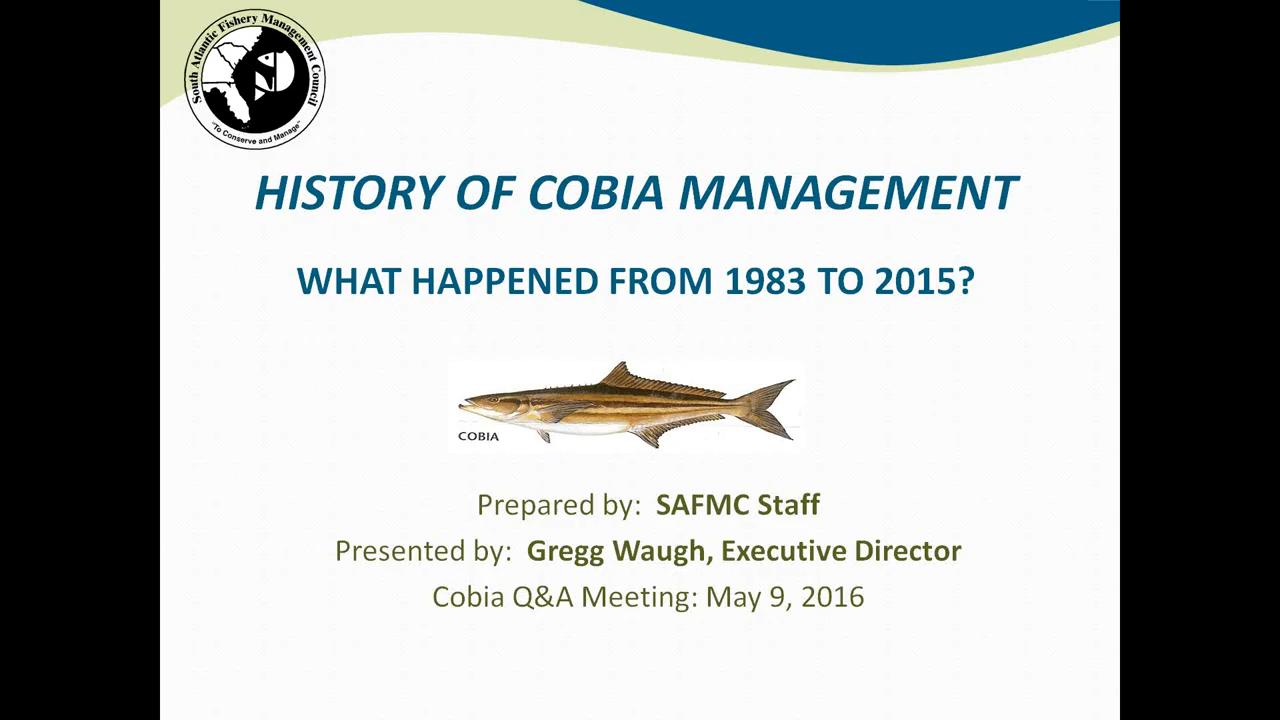 South Atlantic Fishery Management Council
"To Conserve and Manage"
HISTORY OF COBIA MANAGEMENT
WHAT HAPPENED FROM 1983 TO 2015?
COBIA
Prepared by: SAFMC Staff
Presented by: Gregg Waugh, Executive Director
Cobia Q&A Meeting: May 9, 2016